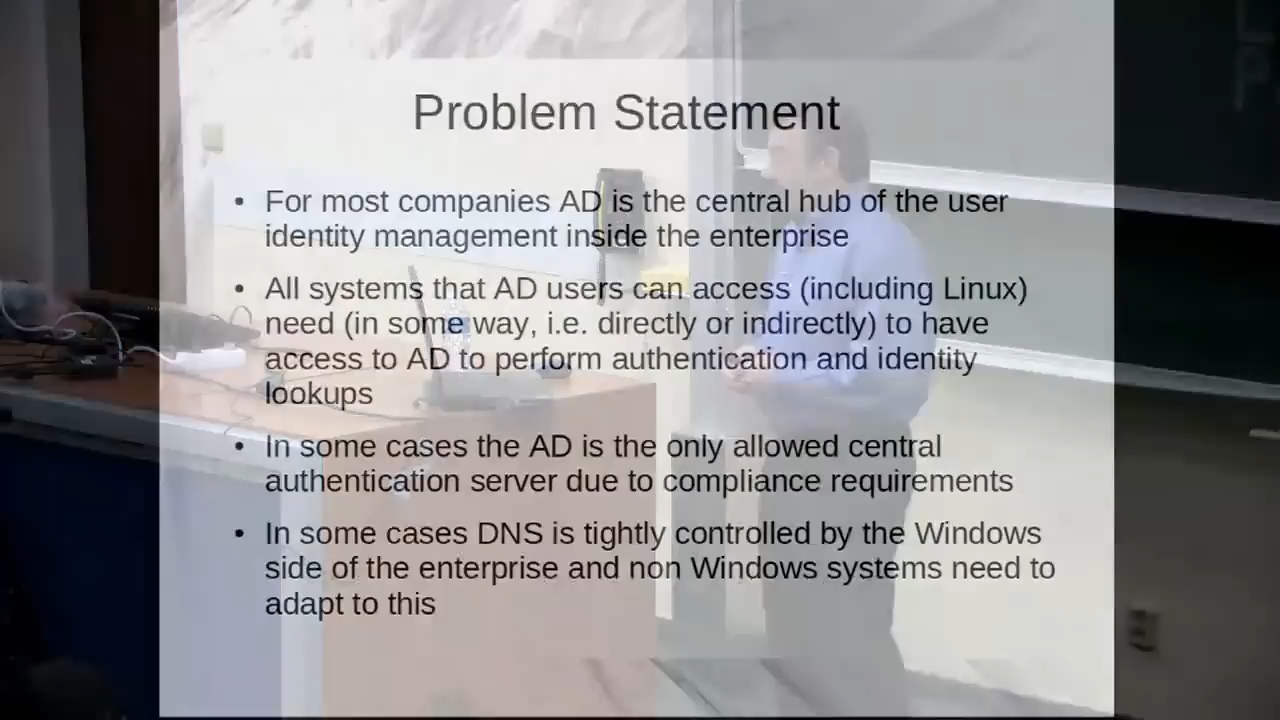 Problem Statement
• For most companies AD is the central hub of the user
identity management inside the enterprise
• All systems that AD users can access (including Linux)
need (in some way, i.e. directly or indirectly) to have
access to AD to perform authentication and identity
lookups
• In some cases the AD is the only allowed central
authentication server due to compliance requirements
• In some cases DNS is tightly controlled by the Windows
side of the enterprise and non Windows systems need to
adapt to this